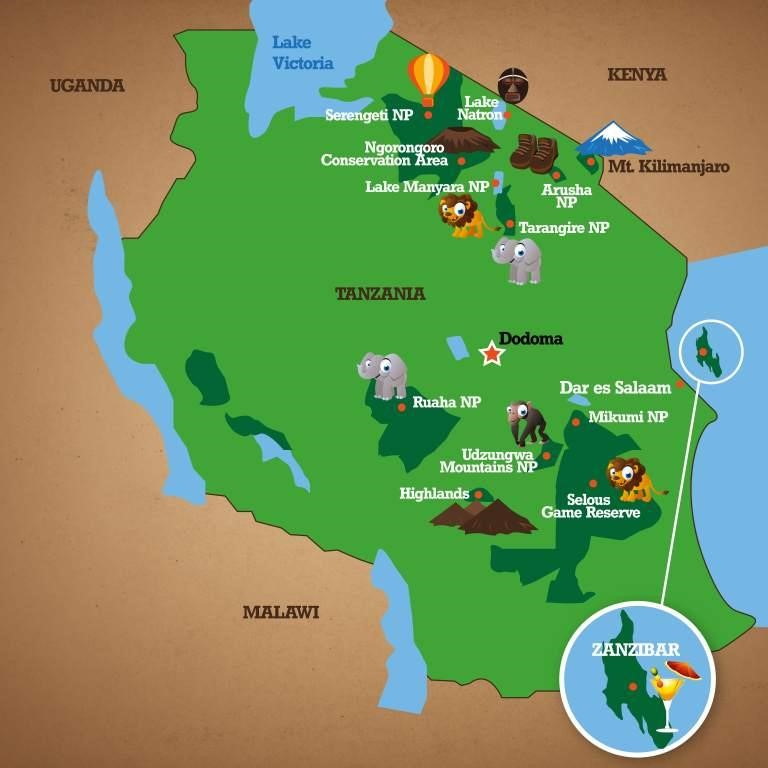 Lake
Victoria
UGANDA
KENYA
Serengeti NP
Lake
Natron
Ngorongoro
Conservation Area
Mt. Kilimanjaro
Lake Manyara NP
Arusha
NP
Tarangire NP
TANZANIA
Dodoma
Dar es Salaam
Ruaha NP
Mikumi NP
Udzungwa
Mountains NP
Highlands
Selous
Game Reserve
MALAWI
ZANZIBAR